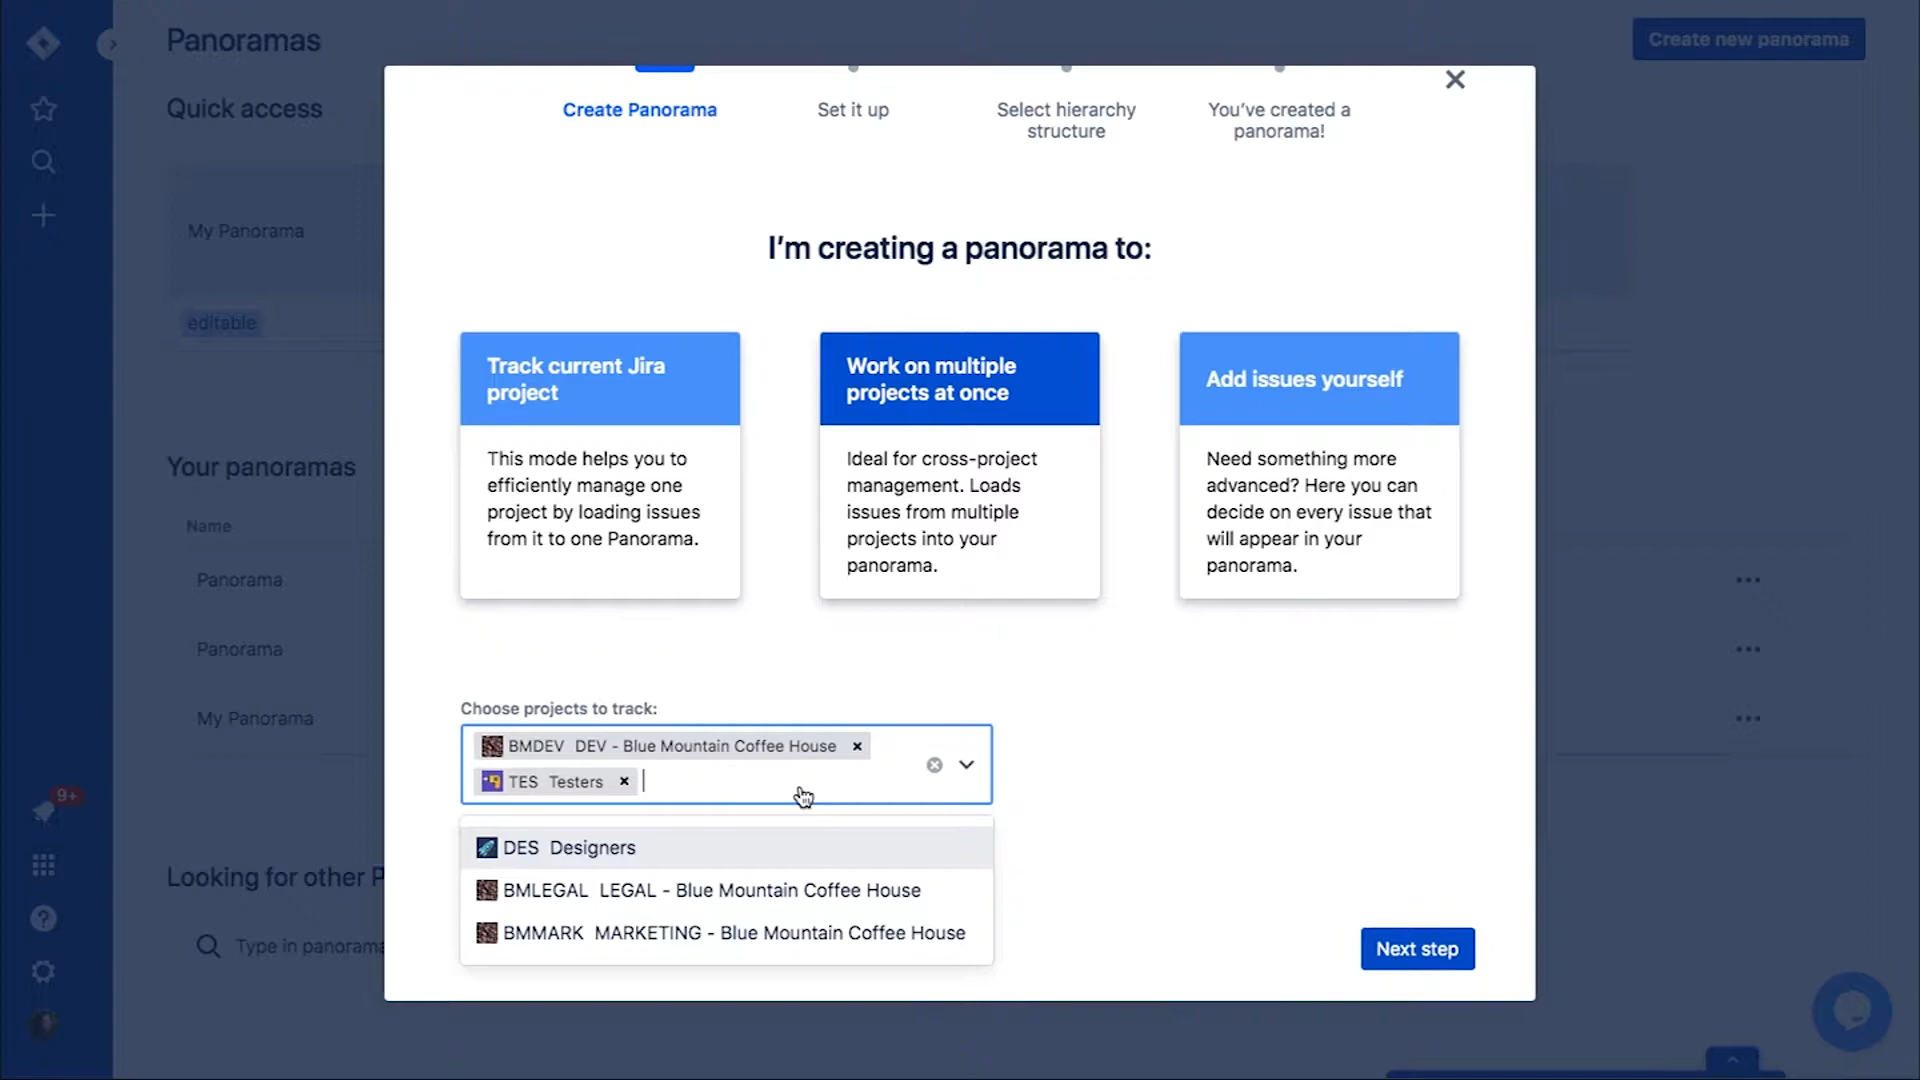 Panoramas
Create new panorama
Create Panorama
Set it up
Select hierarchy
structure
You've created a
panorama!
Quick access
My Panorama
editable
I'm creating a panorama to:
Track current Jira
project
This mode helps you to
efficiently manage one
project by loading issues
from it to one Panorama.
Work on multiple
projects at once
Ideal for cross-project
management. Loads
issues from multiple
projects into your
panorama.
Add issues yourself
Need something more
advanced? Here you can
decide on every issue that
will appear in your
panorama.
Your panoramas
Name
Panorama
Panorama
My Panorama
Choose projects to track:
BMDEV DEV - Blue Mountain Coffee House
TES Testers
DES Designers
BMLEGAL LEGAL - Blue Mountain Coffee House
BMMARK MARKETING - Blue Mountain Coffee House
Next step
9+
Looking for other P
Type in panorama